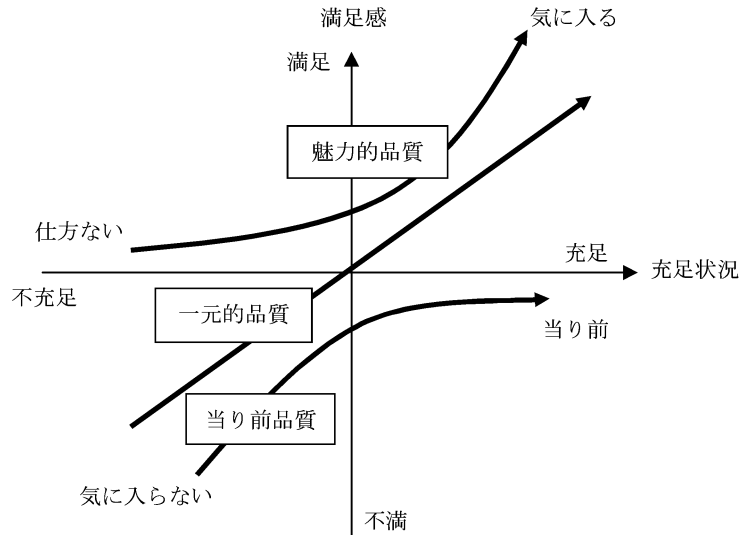 満足感
気に入る
満足
魅力的品質
仕方ない
充足
充足状況
不充足
一元的品質
当り前
当り前品質
気に入らない
不満